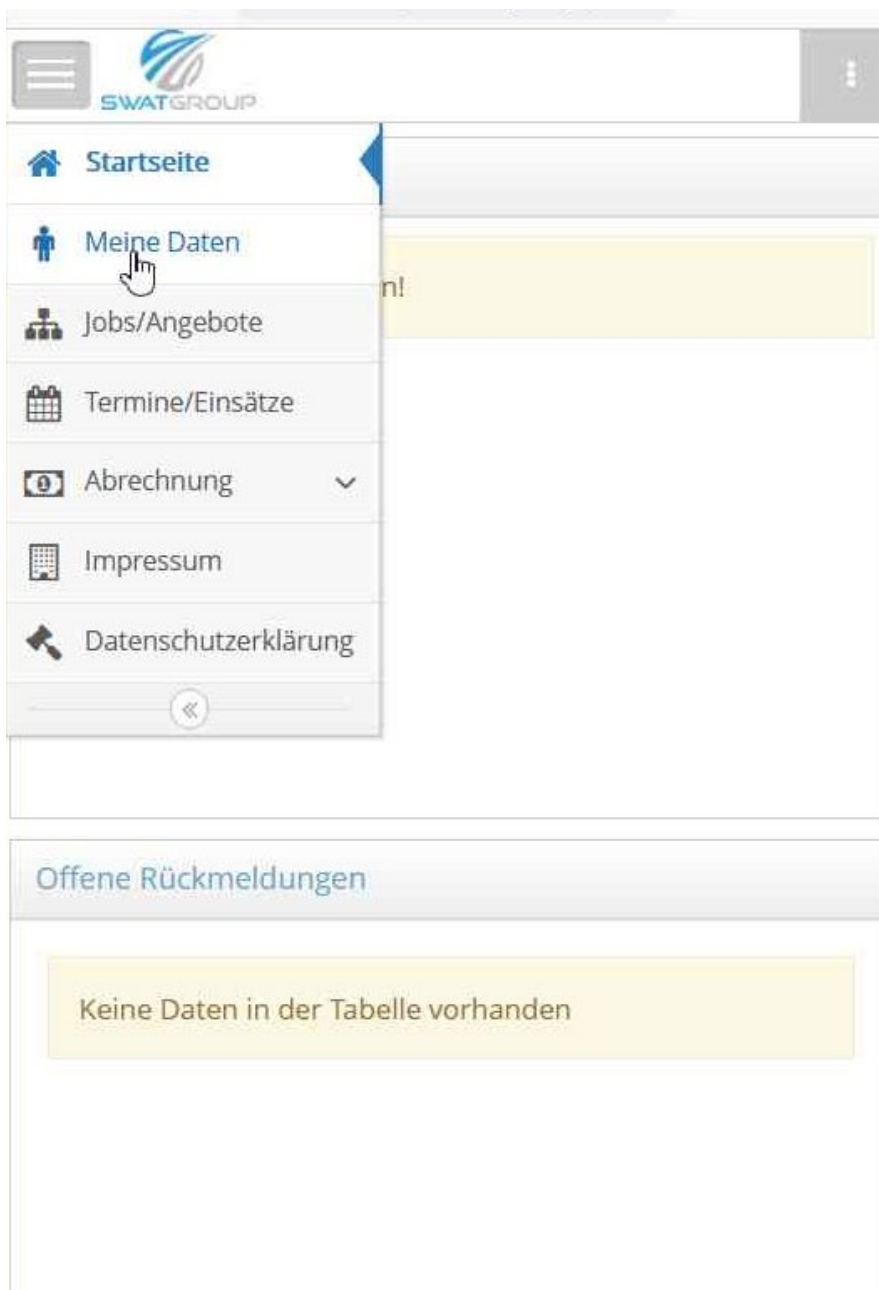 SWATGROUP
Startseite
Meine Daten
n!
Jobs/Angebote
Termine/Einsätze
Abrechnung
Impressum
Datenschutzerklärung
Offene Rückmeldungen
Keine Daten in der Tabelle vorhanden